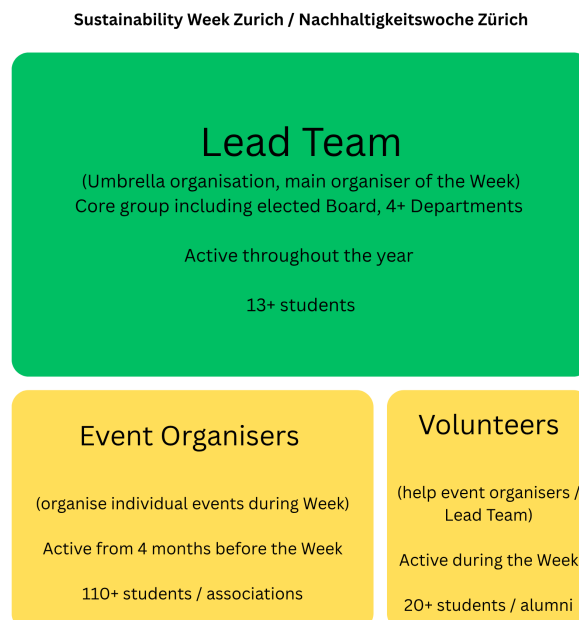 Sustainability Week Zurich / Nachhaltigkeitswoche Zürich
Lead Team
(Umbrella organisation, main organiser of the Week)
Core group including elected Board, 4+ Departments
Active throughout the year
13+ students
Event Organisers
(organise individual events during Week)
Active from 4 months before the Week
110+ students / associations
Volunteers
(help event organisers /
Lead Team)
Active during the Week
20+ students / alumni